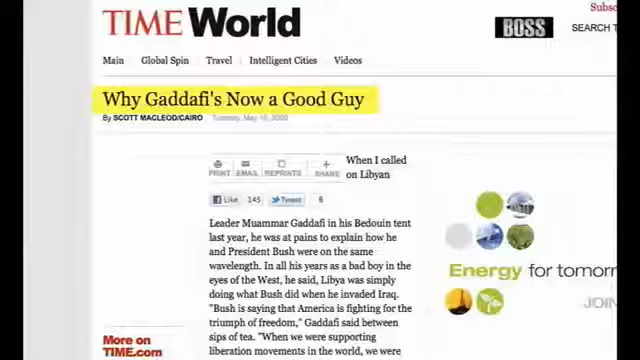 TIME World
BOSS
Subsc
SEARCH T
Main Global Spin Travel Intelligent Cities Videos
Why Gaddafi's Now a Good Guy
By SCOTT MACLEOD/CAIRO Tuesday, May 16, 2006
PRINT EMAIL REPRINTS SHARE
When I called
on Libyan
Like 145 Tweet 6
Leader Muammar Gaddafi in his Bedouin tent
last year, he was at pains to explain how he
and President Bush were on the same
wavelength. In all his years as a bad boy in the
eyes of the West, he said, Libya was simply
doing what Bush did when he invaded Iraq.
"Bush is saying that America is fighting for the
triumph of freedom," Gaddafi said between
sips of tea. "When we were supporting
liberation movements in the world, we were
Energy for tomorr
JOIN
More on
TIME.com